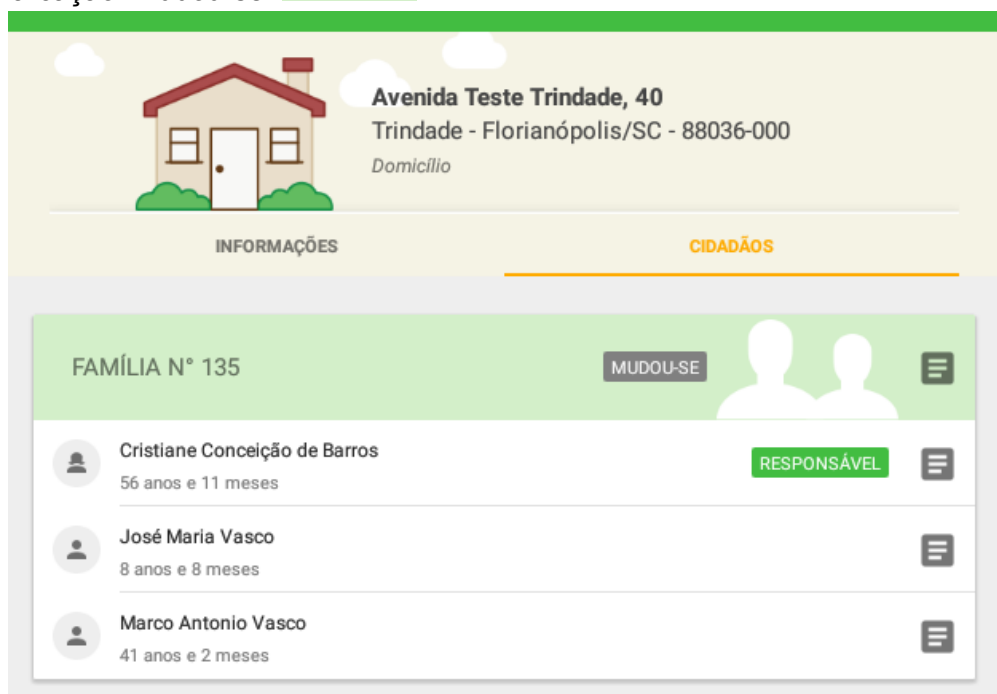 Avenida Teste Trindade, 40
Trindade - Florianópolis/SC - 88036-000
Domicílio
INFORMAÇÕES
CIDADÃOS
FAMÍLIA N° 135
MUDOU-SE
Cristiane Conceição de Barros
RESPONSÁVEL
56 anos e 11 meses
José Maria Vasco
8 anos e 8 meses
Marco Antonio Vasco
41 anos e 2 meses